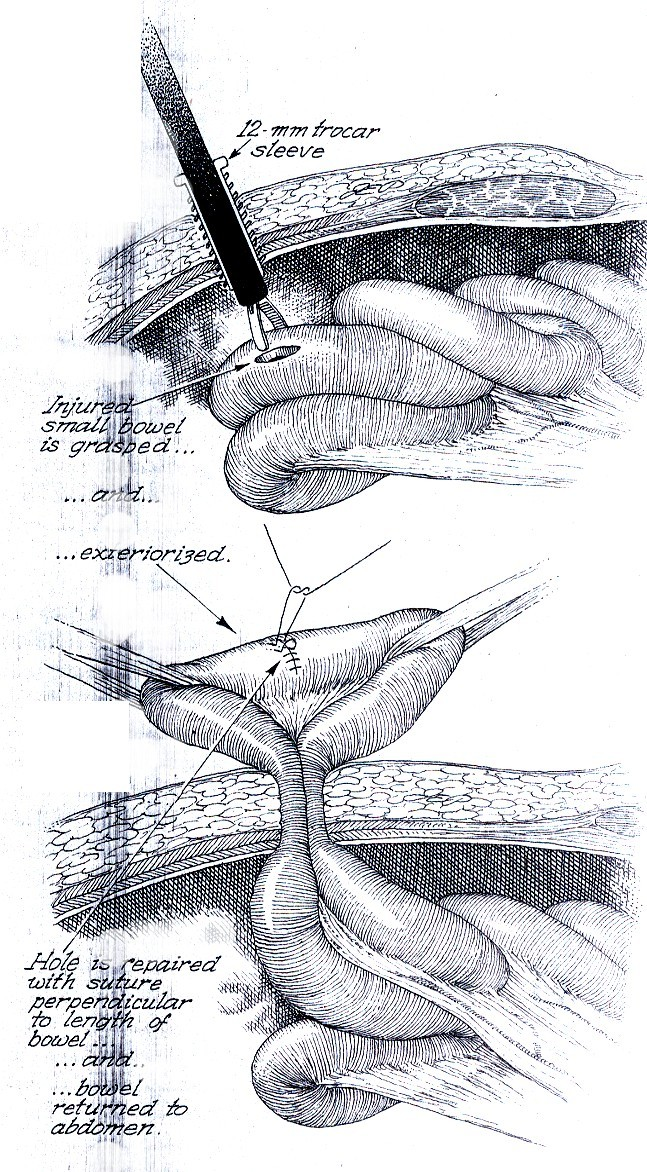 12-mm trocar
sleeve
Injured
small bowel
is grasped...
...and...
...exteriorized.
Hole is repaired
with suture
perpendicular
to length of
bowel...
...and...
...bowel
returned to
abdomen.